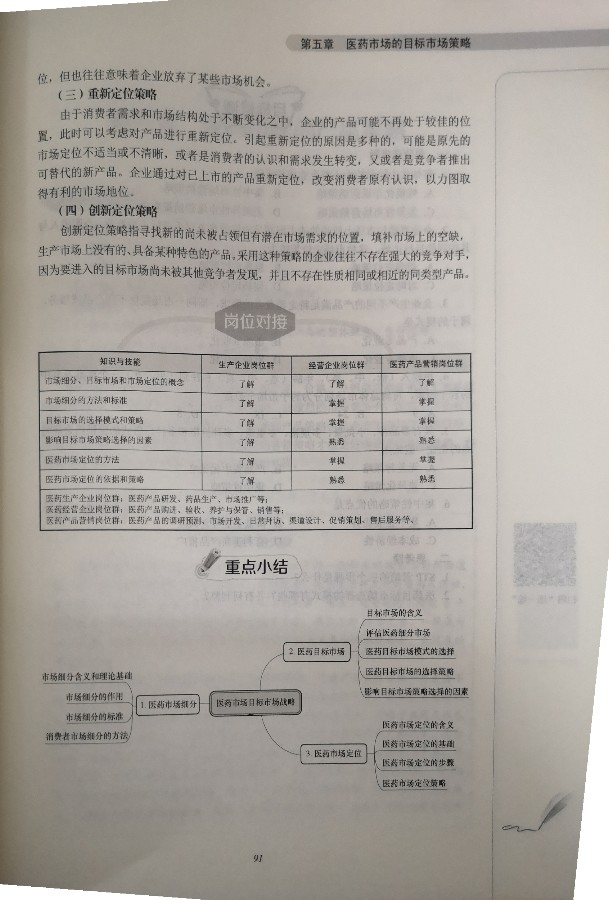 第五章 医药市场的目标市场策略
位，但也往往意味着企业放弃了某些市场机会。
（三）重新定位策略
由于消费者需求和市场结构处于不断变化之中，企业的产品可能不再处于较佳的位
置，此时可以考虑对产品进行重新定位。引起重新定位的原因是多种的，可能是原先的
市场定位不适当或不清晰，或者是消费者的认识和需求发生转变，又或者是竞争者推出
可替代的新产品。企业通过对已上市的产品重新定位，改变消费者原有认识，以力图取
得有利的市场地位。
（四）创新定位策略
创新定位策略指寻找新的尚未被占领但有潜在市场需求的位置，填补市场上的空缺，
生产市场上没有的、具备某种特色的产品。采用这种策略的企业往往不存在强大的竞争对手，
因为要进入的目标市场尚未被其他竞争者发现，并且不存在性质相同或相近的同类型产品。
岗位对接
知识与技能 生产企业岗位群 经营企业岗位群 医药产品营销岗位群
市场细分、目标市场和市场定位的概念 了解 了解 了解
市场细分的方法和标准 了解 掌握 掌握
目标市场的选择模式和策略 了解 掌握 掌握
影响目标市场策略选择的因素 了解 熟悉 熟悉
医药市场定位的方法 了解 掌握 掌握
医药市场定位的依据和策略 了解 熟悉 熟悉
医药生产企业岗位群：医药产品研发、药品生产、市场推广等；
医药经营企业岗位群：医药产品购进、验收、养护与保管、销售等；
医药产品营销岗位群：医药产品的调研预测、市场开发、日常拜访、渠道设计、促销策划、售后服务等。
重点小结
目标市场的含义
评估医药细分市场
2. 医药目标市场
医药目标市场模式的选择
医药目标市场的选择策略
影响目标市场策略选择的因素
市场细分含义和理论基础
市场细分的作用
1. 医药市场细分
医药市场目标市场战略
市场细分的标准
消费者市场细分的方法
医药市场定位的含义
医药市场定位的基础
3. 医药市场定位
医药市场定位的步骤
医药市场定位策略
91